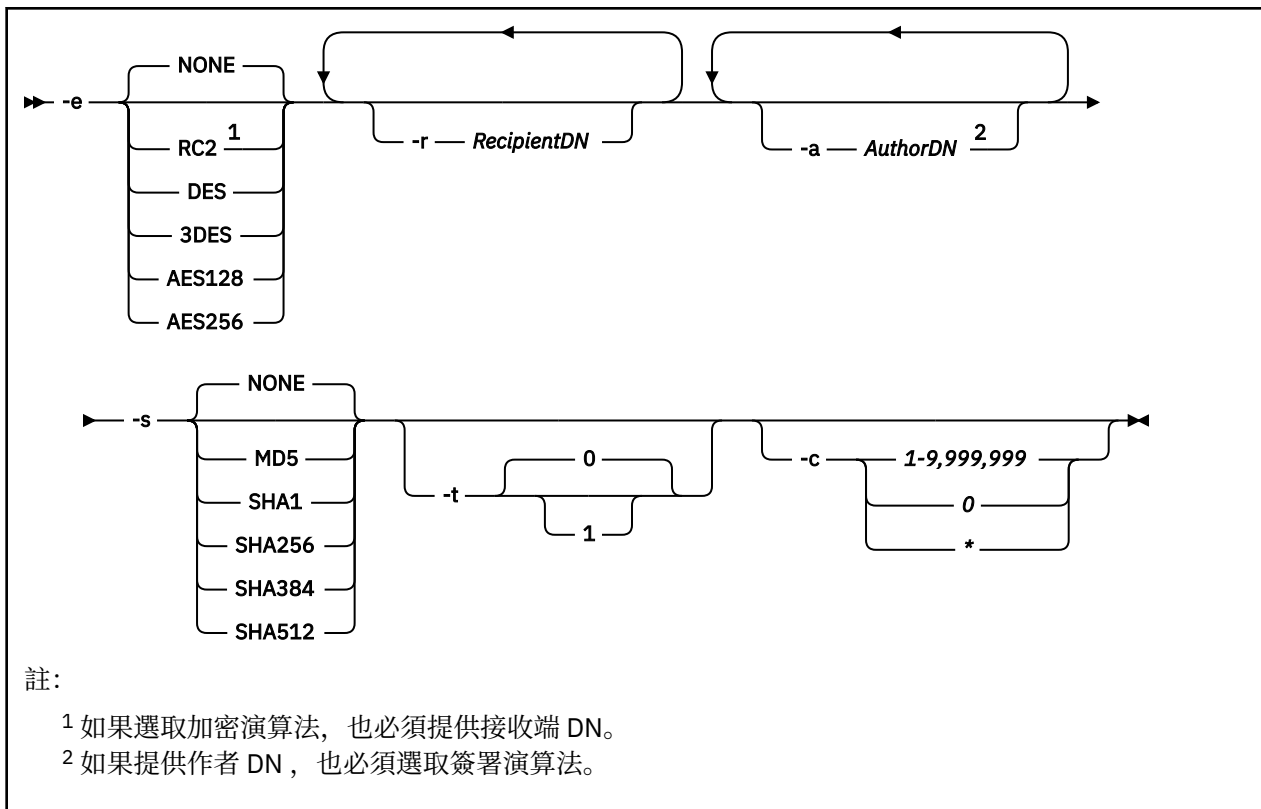 NONE
-e
RC2 1
-r RecipientDN
-a AuthorDN 2
DES
3DES
AES128
AES256
NONE
-s
MD5
-t 0
-c 1-9,999,999
SHA1
0
1
SHA256
*
SHA384
SHA512
註：
1 如果選取加密演算法，也必須提供接收端 DN。
2 如果提供作者 DN ，也必須選取簽署演算法。